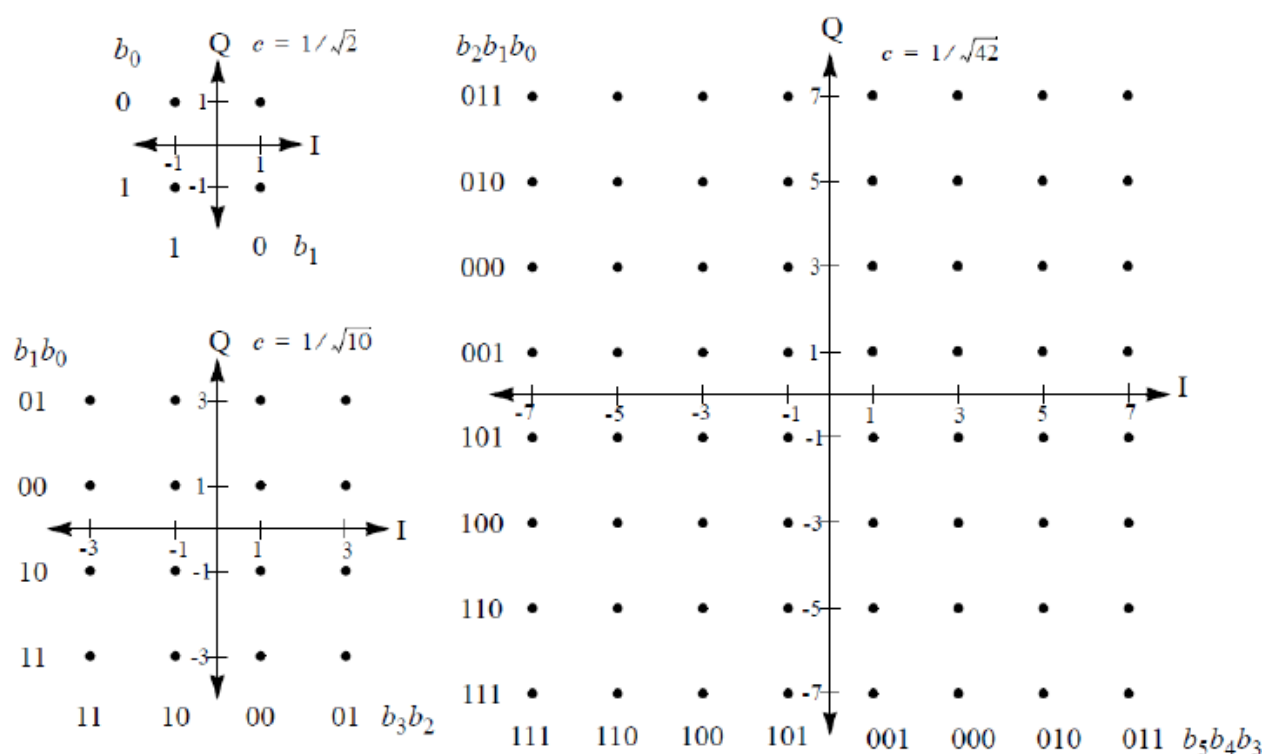 b₀ Q c = 1/√2
0 1
-1 1 I
1 -1
1 0 b₁
b₁b₀ Q c = 1/√10
01 3
00 1
-3 -1 1 3 I
10 -1
11 -3
11 10 00 01 b₃b₂
b₂b₁b₀ Q c = 1/√42
011 7
010 5
000 3
001 1
-7 -5 -3 -1 1 3 5 7 I
101 -1
100 -3
110 -5
111 -7
111 110 100 101 001 000 010 011 b₅b₄b₃